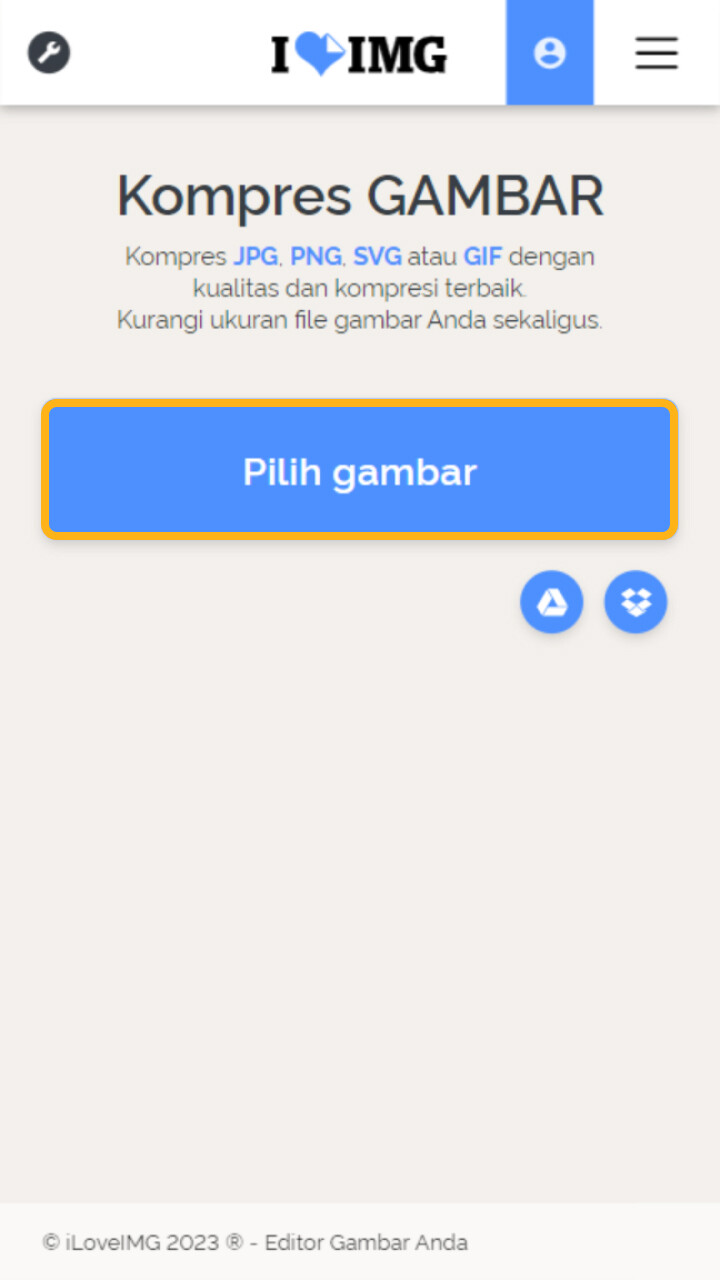 I IMG
Kompres GAMBAR
Kompres JPG, PNG, SVG atau GIF dengan
kualitas dan kompresi terbaik.
Kurangi ukuran file gambar Anda sekaligus.
Pilih gambar
© iLoveIMG 2023 ® - Editor Gambar Anda